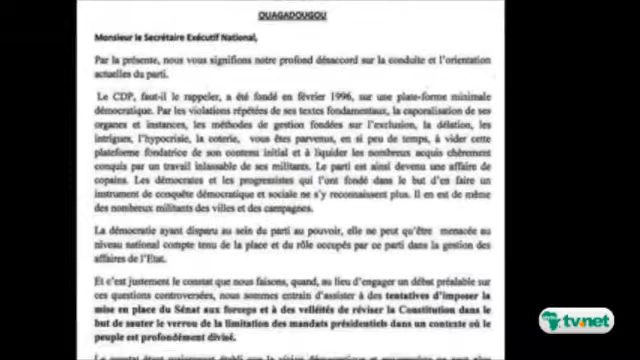 OUAGADOUGOU
Monsieur le Secrétaire Exécutif National,
Par la présente, nous vous signifions notre profond désaccord sur la conduite et l'orientation
actuelles du parti.
Le CDP, faut-il le rappeler, a été fondé en février 1996, sur une plate-forme minimale
démocratique. Par les violations répétées de ses textes fondamentaux, la caporalisation de ses
organes et instances, les méthodes de gestion fondées sur l'exclusion, la délation, les
intrigues, l'hypocrisie, la coterie, vous êtes parvenus, en si peu de temps, à vider cette
plateforme fondatrice de son contenu initial et à liquider les nombreux acquis chèrement
conquis par un travail inlassable de ses militants. Le parti est ainsi devenu une affaire de
copains. Les démocrates et les progressistes qui l'ont fondé dans le but d'en faire un
instrument de conquête démocratique et sociale ne s'y reconnaissent plus. Il en est de même
des nombreux militants des villes et des campagnes.
La démocratie ayant disparu au sein du parti au pouvoir, elle ne peut qu'être menacée au
niveau national compte tenu de la place et du rôle occupés par ce parti dans la gestion des
affaires de l'Etat.
Et c'est justement le constat que nous faisons, quand, au lieu d'engager un débat préalable sur
ces questions controversées, nous sommes entrain d'assister à des tentatives d'imposer la
mise en place du Sénat aux forceps et à des velléités de réviser la Constitution dans le
but de sauter le verrou de la limitation des mandats présidentiels dans un contexte où le
peuple est profondément divisé.
tvnet